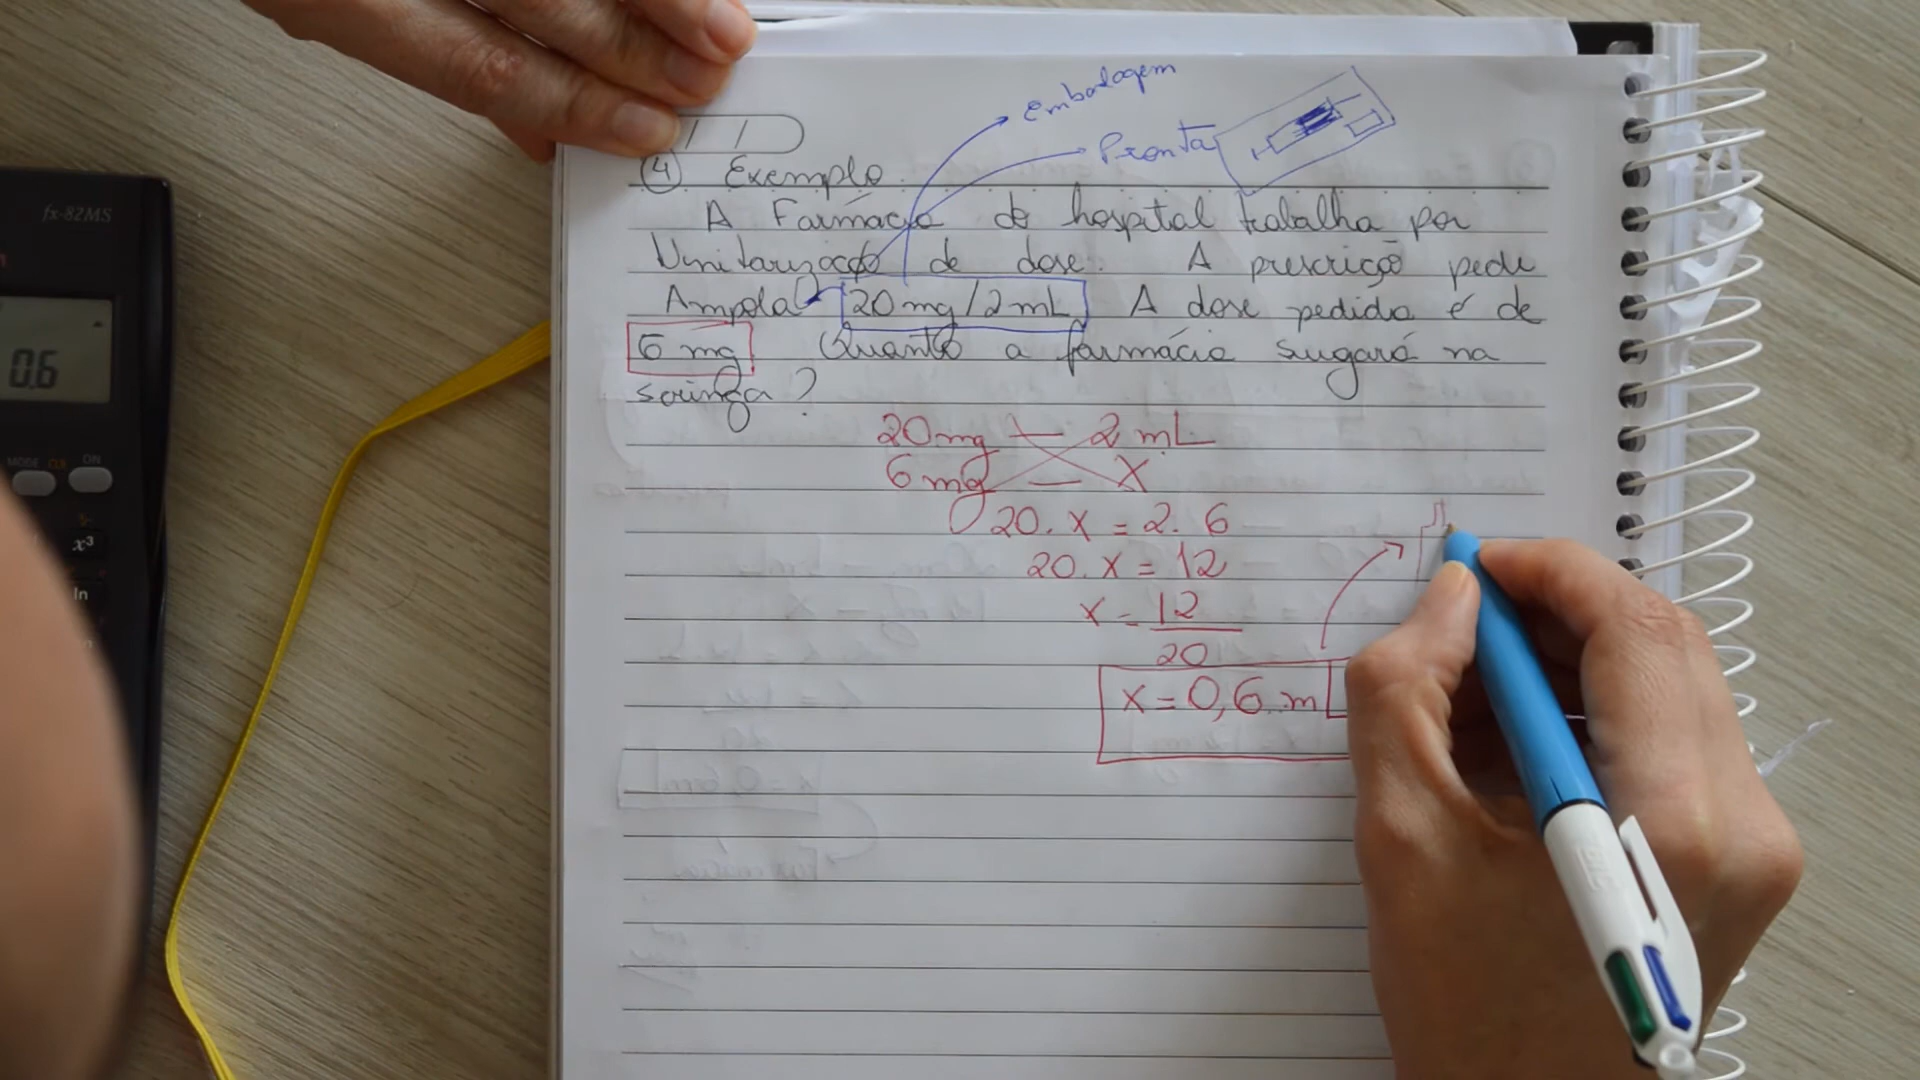 fx-82MS
0.6
MODE CLR ON
x³
ln
Embalagem
Pronta
4 Exemplo.
A Farmácia do hospital trabalha por
Unitarização de dose. A prescrição pede
Ampola 20 mg/2 mL A dose pedida é de
6 mg Quanto a farmácia sugará na
seringa?
20mg — 2 mL
6 mg — X
20. x = 2. 6
20. x = 12
x = 12
20
x = 0,6 m